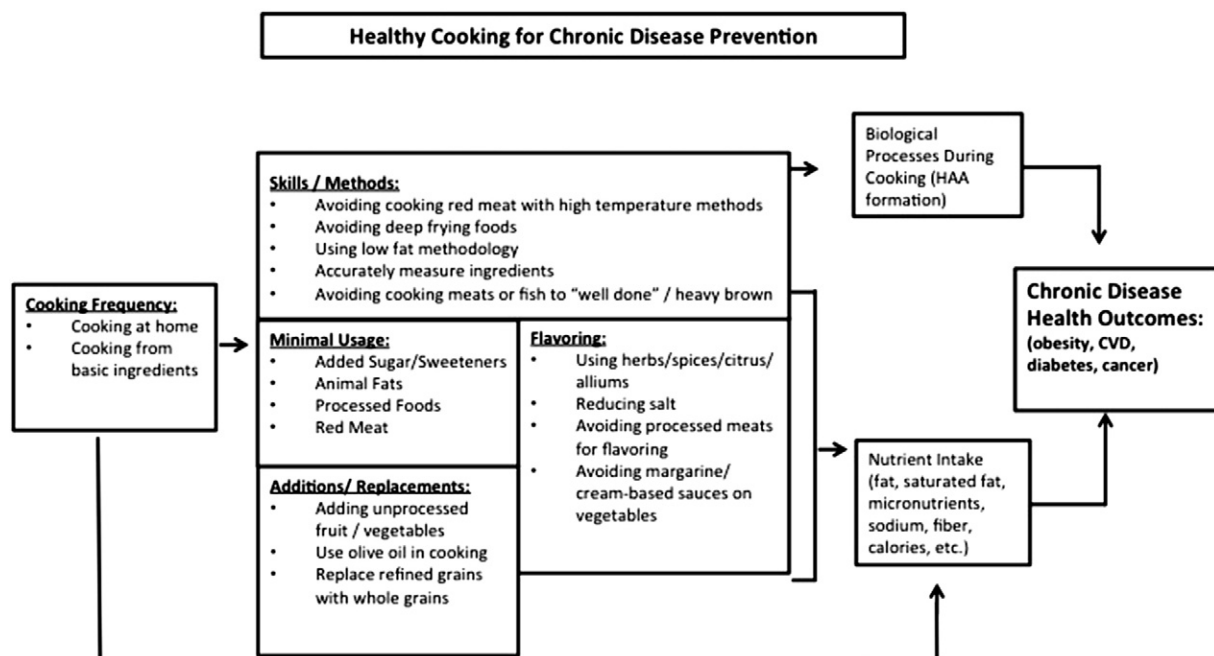 Healthy Cooking for Chronic Disease Prevention
Cooking Frequency:
• Cooking at home
• Cooking from
basic ingredients
Skills / Methods:
• Avoiding cooking red meat with high temperature methods
• Avoiding deep frying foods
• Using low fat methodology
• Accurately measure ingredients
• Avoiding cooking meats or fish to “well done” / heavy brown
Minimal Usage:
• Added Sugar/Sweeteners
• Animal Fats
• Processed Foods
• Red Meat
Flavoring:
• Using herbs/spices/citrus/
alliums
• Reducing salt
• Avoiding processed meats
for flavoring
• Avoiding margarine/
cream-based sauces on
vegetables
Additions/ Replacements:
• Adding unprocessed
fruit / vegetables
• Use olive oil in cooking
• Replace refined grains
with whole grains
Biological
Processes During
Cooking (HAA
formation)
Nutrient Intake
(fat, saturated fat,
micronutrients,
sodium, fiber,
calories, etc.)
Chronic Disease
Health Outcomes:
(obesity, CVD,
diabetes, cancer)